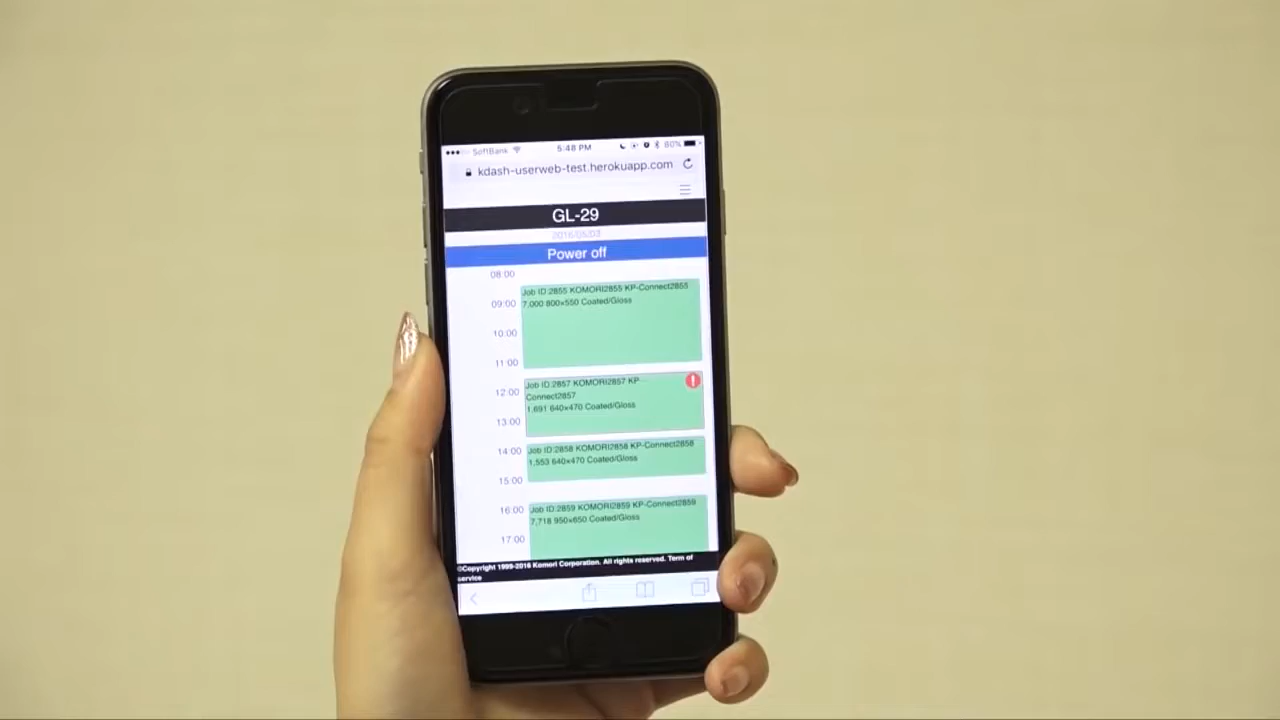 SoftBank 5:48 PM 60%
kdash-userweb-test.herokuapp.com
GL-29
2016/06/03
Power off
08:00
Job ID:2855 KOMORI2855 KP-Connect2855
09:00
7,000 800×550 Coated/Gloss
10:00
11:00
Job ID:2857 KOMORI2857 KP-
12:00
Connect2857
1,691 640×470 Coated/Gloss
13:00
14:00
Job ID:2858 KOMORI2858 KP-Connect2858
1,553 640×470 Coated/Gloss
15:00
16:00
Job ID:2859 KOMORI2859 KP-Connect2859
7,718 950×650 Coated/Gloss
17:00
©Copyright 1999-2016 Komori Corporation. All rights reserved. Term of
service